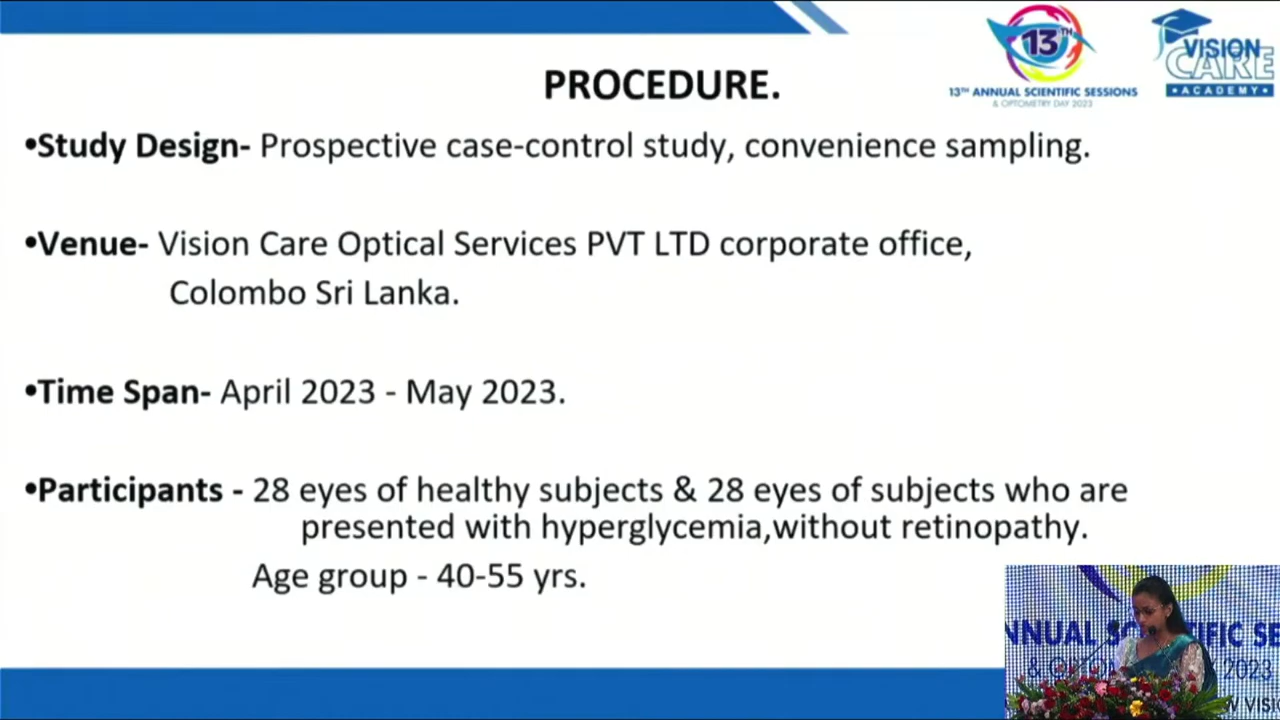 13TH
13TH ANNUAL SCIENTIFIC SESSIONS
& OPTOMETRY DAY 2023
VISION
CARE
•ACADEMY•
PROCEDURE.
•Study Design- Prospective case-control study, convenience sampling.
•Venue- Vision Care Optical Services PVT LTD corporate office,
Colombo Sri Lanka.
•Time Span- April 2023 - May 2023.
•Participants - 28 eyes of healthy subjects & 28 eyes of subjects who are
presented with hyperglycemia,without retinopathy.
Age group - 40-55 yrs.
NNUAL SC TIFIC SE
& O 2023
W VISI